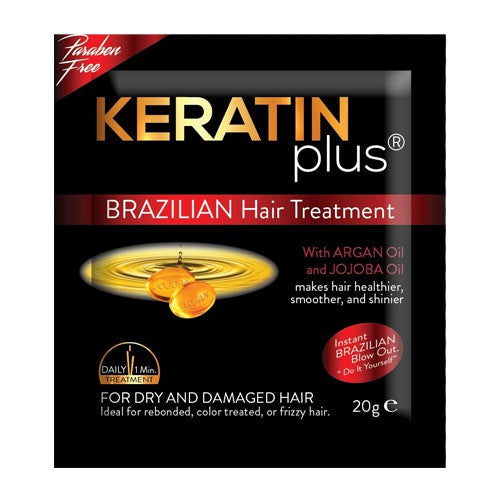 Paraben
Free
KERATIN
plus®
BRAZILIAN Hair Treatment
With ARGAN Oil
and JOJOBA Oil
makes hair healthier,
smoother, and shinier
JOJOBA
ARGAN
Instant
BRAZILIAN
Blow Out.
"Do It Yourself"
DAILY 1 Min.
TREATMENT
FOR DRY AND DAMAGED HAIR
Ideal for rebonded, color treated, or frizzy hair.
20g ℮